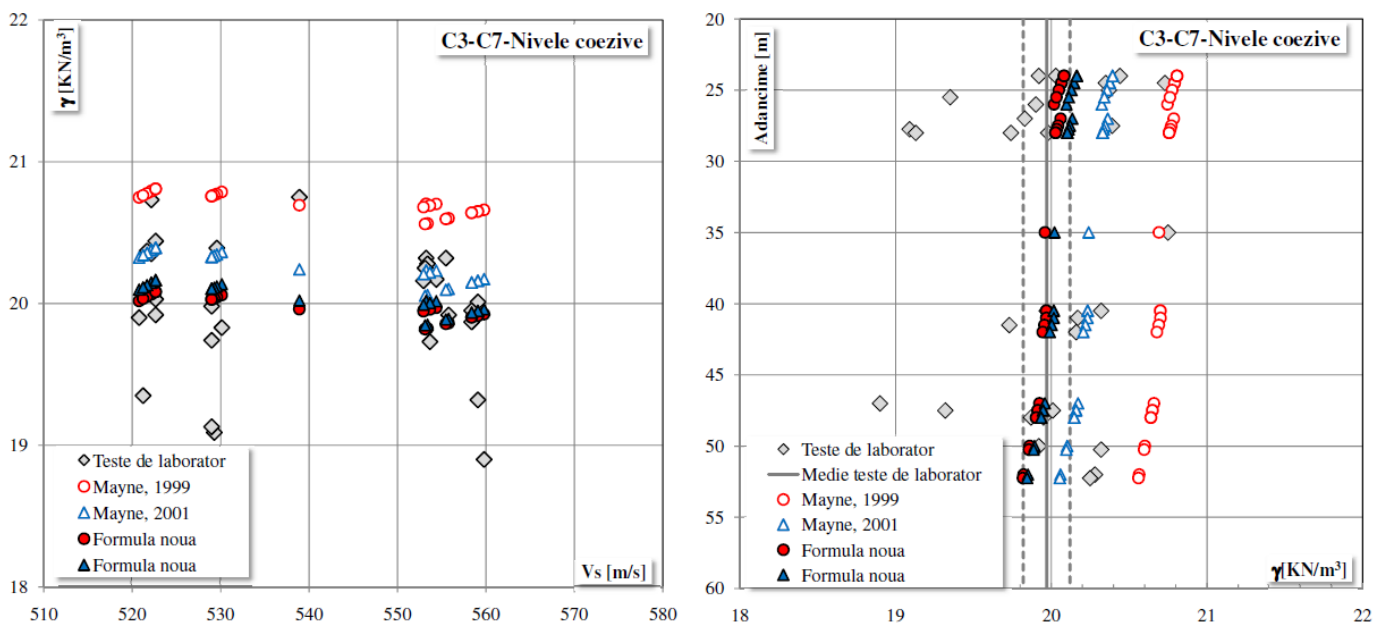 22
21
20
19
18
γ [KN/m³]
C3-C7-Nivele coezive
Teste de laborator
Mayne, 1999
Mayne, 2001
Formula noua
Formula noua
Vs [m/s]
510 520 530 540 550 560 570 580
20
25
30
35
40
45
50
55
60
Adancime [m]
C3-C7-Nivele coezive
Teste de laborator
Medie teste de laborator
Mayne, 1999
Mayne, 2001
Formula noua
Formula noua
γ[KN/m³]
18 19 20 21 22